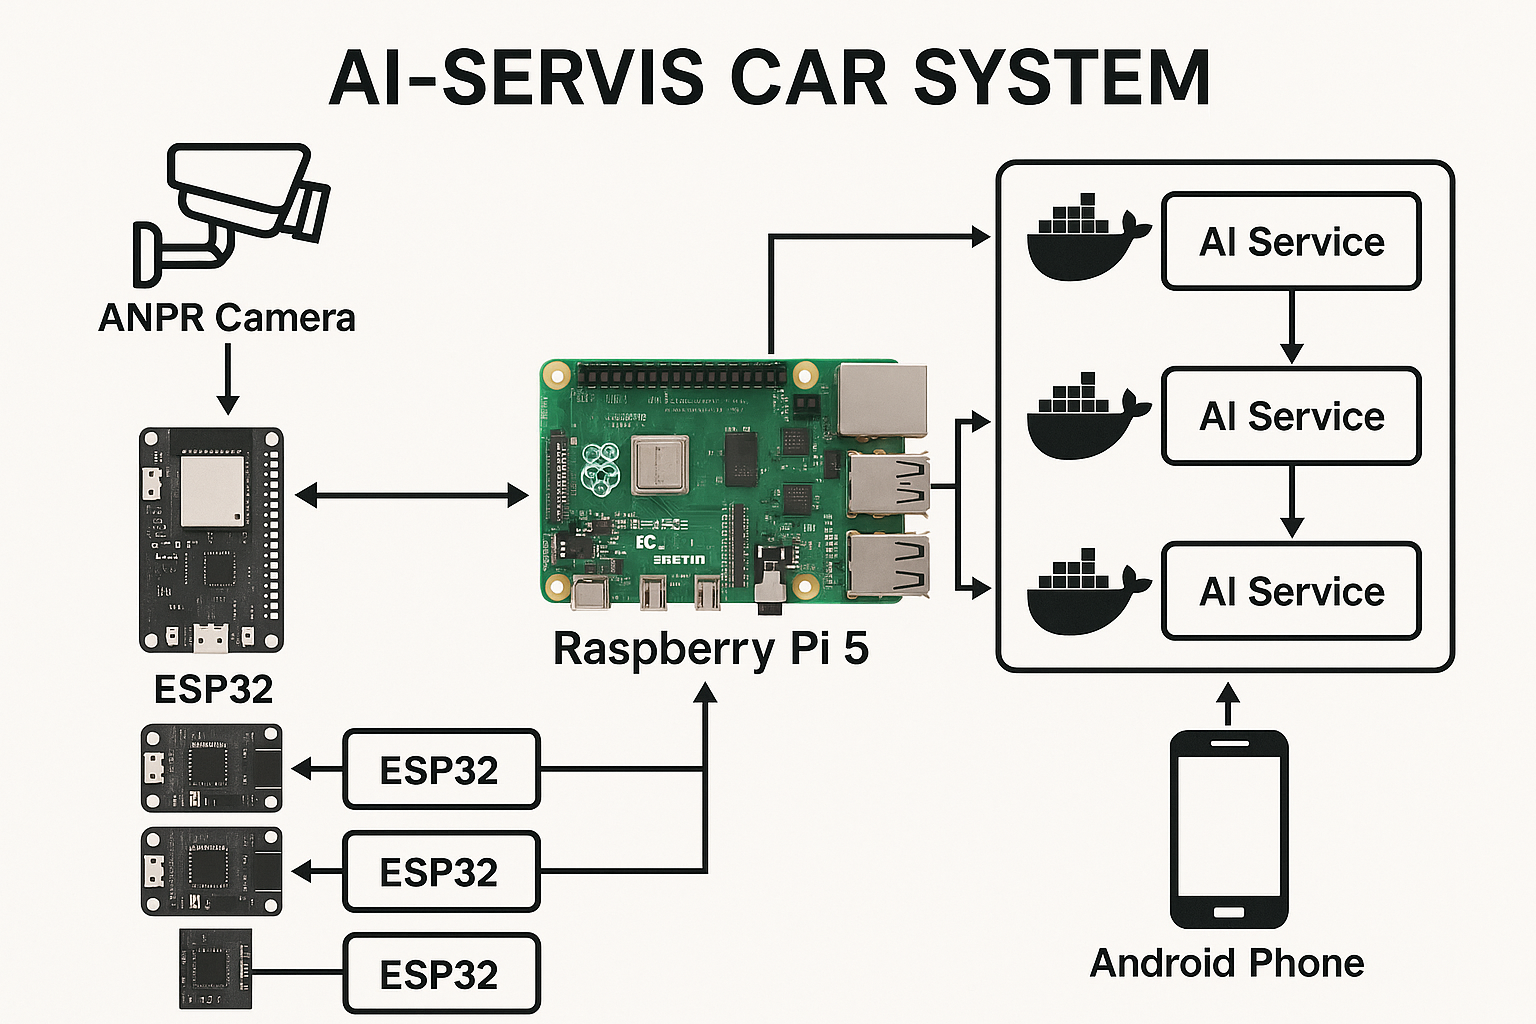 AI-SERVIS CAR SYSTEM
ANPR Camera
AI Service
AI Service
AI Service
EC
Raspberry Pi 5
ESP32
ESP32
ESP32
ESP32
Android Phone